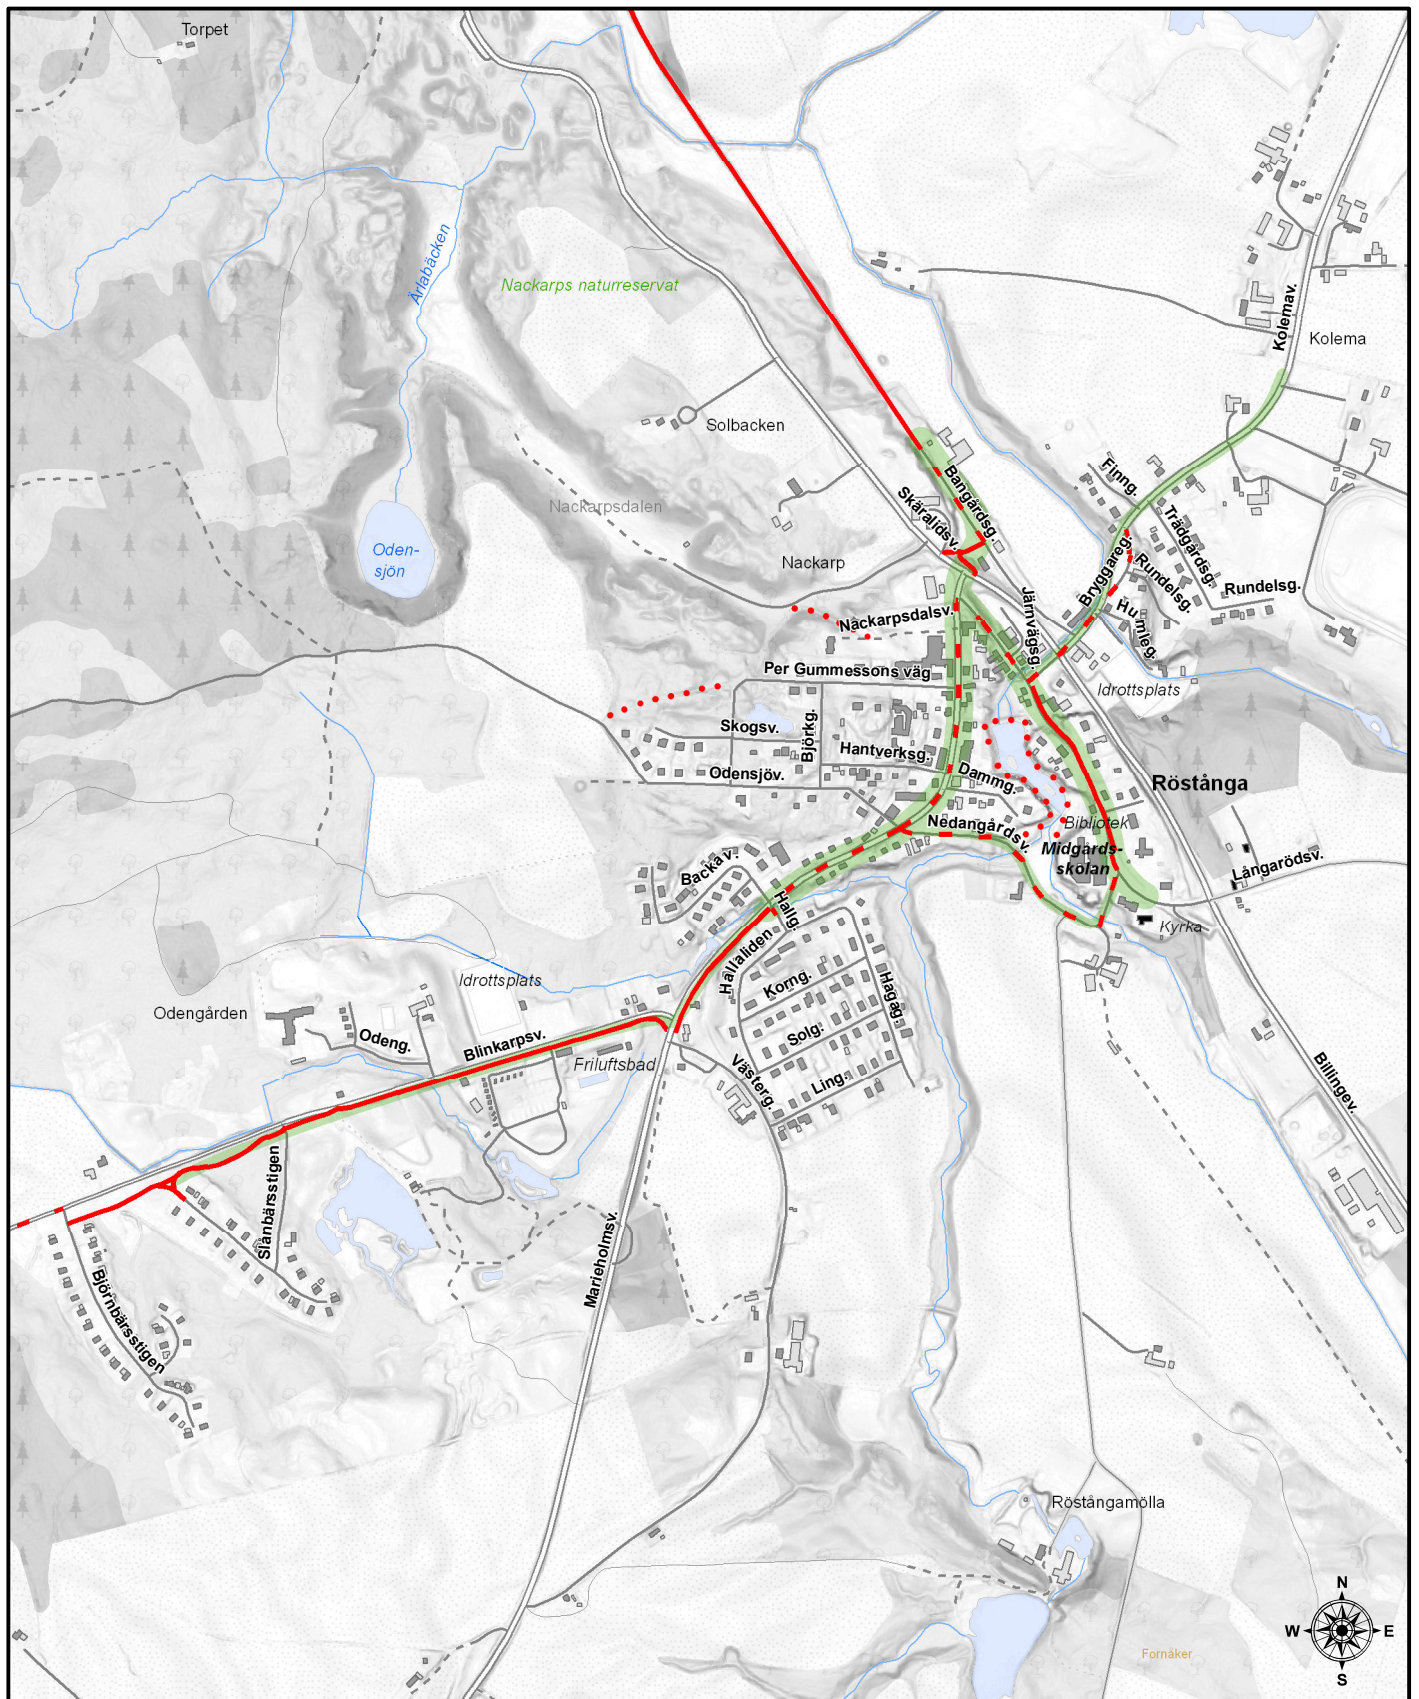 Torpet
Ärlabäcken
Nackarps naturreservat
Kolemav.
Kolema
Solbacken
Bangårdsg.
Finng.
Skäralidsv.
Nackarpsdalen
Trädgårdsg.
Oden-
sjön
Nackarp
Bryggareg.
Rundelsg.
Rundelsg.
Järnvägsg.
Humleg.
Nackarpsdalsv.
Per Gummessons väg
Idrottsplats
Skogsv.
Björkg.
Hantverksg.
Odensjöv.
Dammg.
Röstånga
Nedangårdsv.
Bibliotek
Midgårds-
skolan
Backav.
Långarödsv.
Hallg.
Kyrka
Hallaliden
Idrottsplats
Korng.
Hagag.
Odengården
Odeng.
Blinkarpsv.
Solg.
Friluftsbad
Västerg.
Ling.
Billingev.
Slånbärsstigen
Marieholmsv.
Björnbärsstigen
Röstångamölla
N
W
E
S
Fornåker